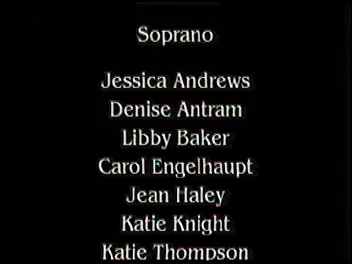 Soprano
Jessica Andrews
Denise Antram
Libby Baker
Carol Engelhaupt
Jean Haley
Katie Knight
Katie Thompson